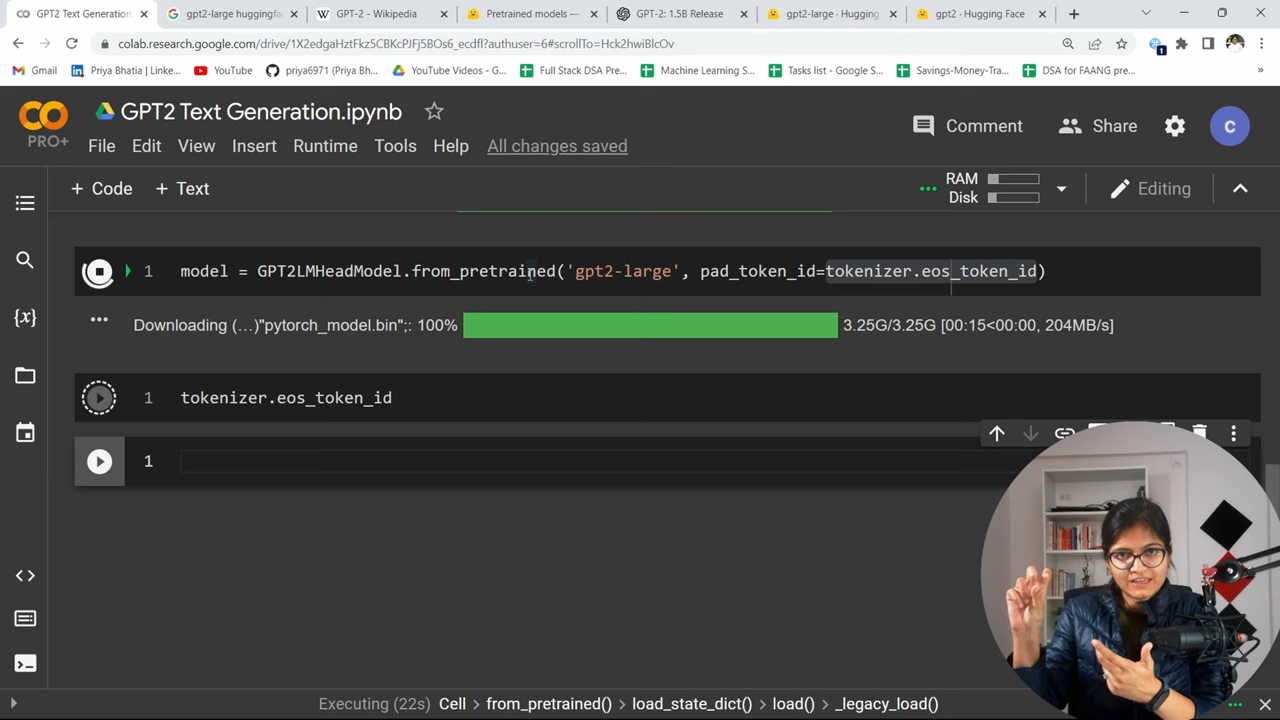 GPT2 Text Generation
gpt2-large huggingfa
GPT-2 - Wikipedia
Pretrained models —
GPT-2: 1.5B Release
gpt2-large · Hugging
gpt2 · Hugging Face
colab.research.google.com/drive/1X2edgaHztFkz5CBKcPJFj5BOs6_ecdfl?authuser=6#scrollTo=Hck2hwiBlcOv
Gmail
Linke...
Priya Bhatia | Linke...
YouTube
priya6971 (Priya Bh...
YouTube Videos - G...
Full Stack DSA Pre...
Machine Learning S...
Tasks list - Google S...
Savings-Money-Tra...
DSA for FAANG pre...
CO
PRO+
GPT2 Text Generation.ipynb
Comment
Share
C
File Edit View Insert Runtime Tools Help All changes saved
+ Code + Text
RAM
Disk
Editing
1 model = GPT2LMHeadModel.from_pretrained('gpt2-large', pad_token_id=tokenizer.eos_token_id)
Downloading (…)"pytorch_model.bin";: 100% 3.25G/3.25G [00:15<00:00, 204MB/s]
1 tokenizer.eos_token_id
1
{x}
Executing (22s) Cell > from_pretrained() > load_state_dict() > load() > _legacy_load()